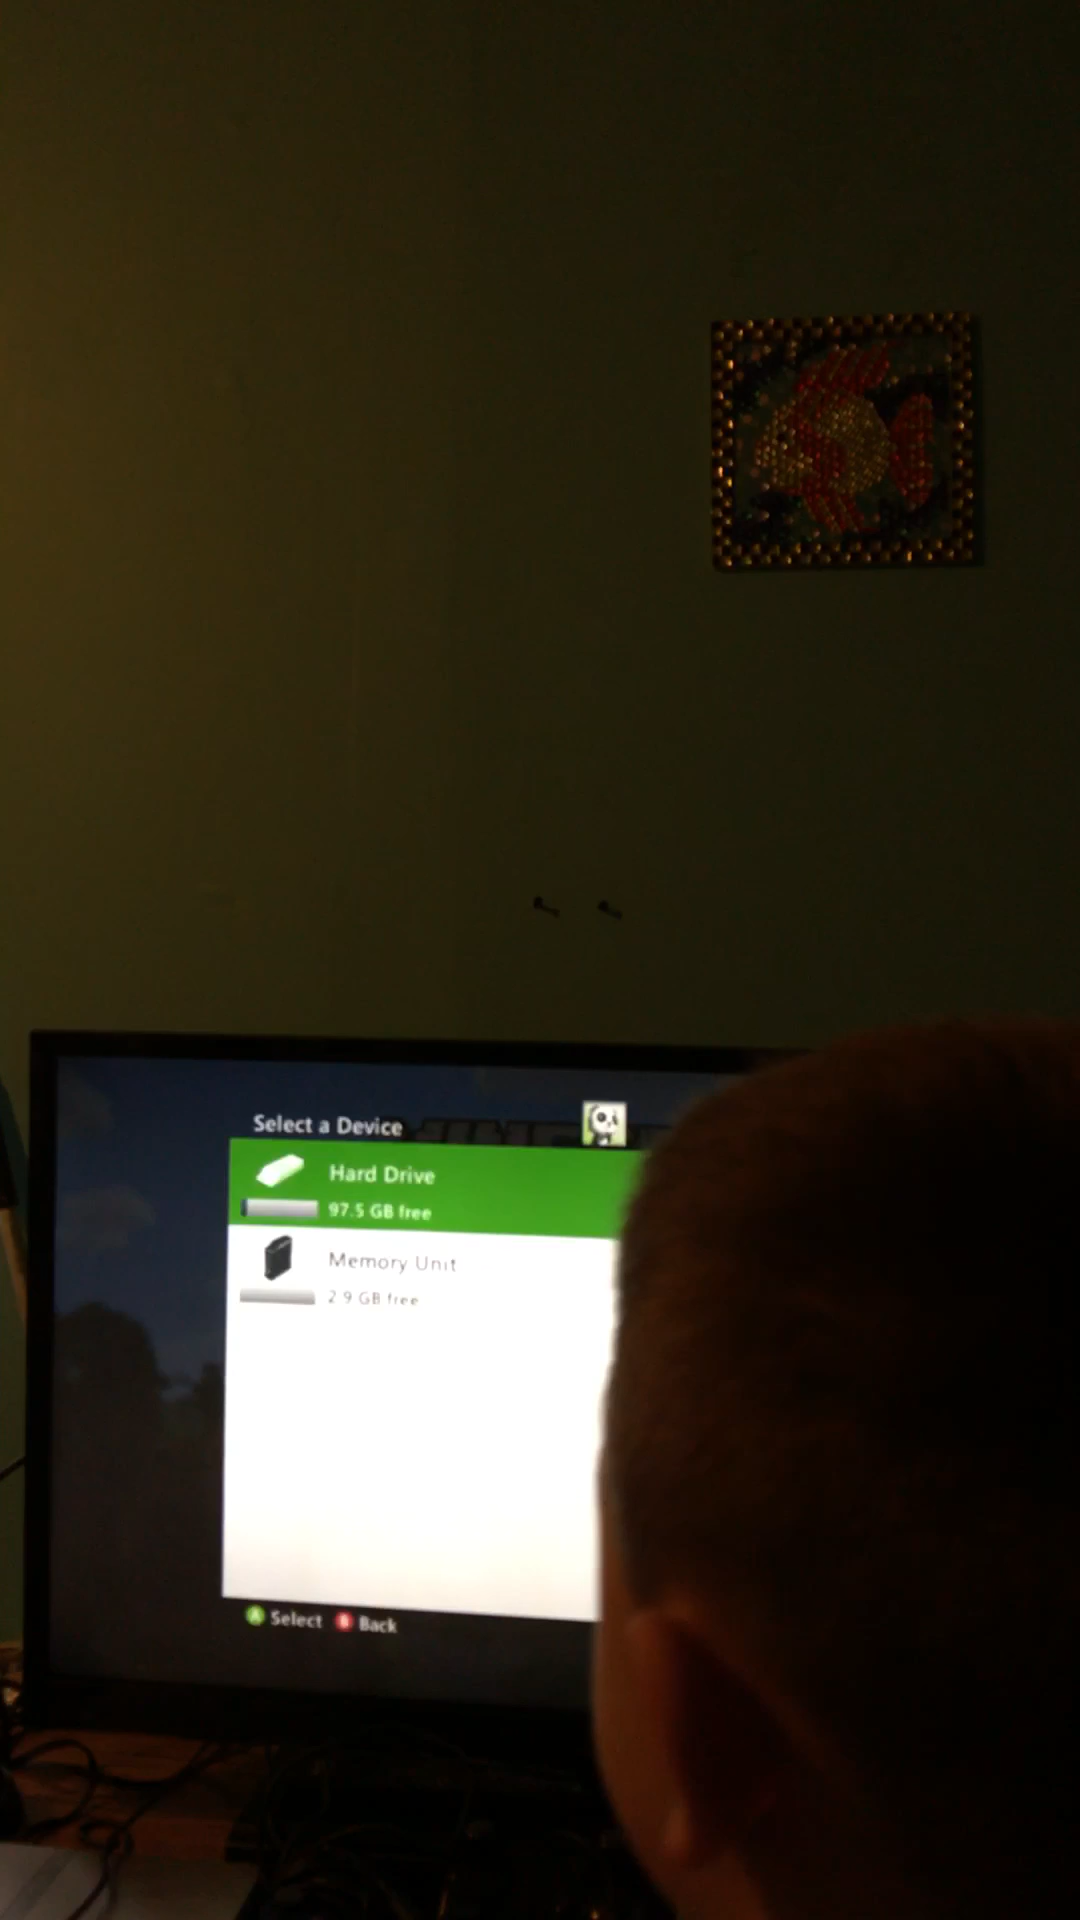 Select a Device
Hard Drive
97.5 GB free
Memory Unit
2.9 GB free
A Select B Back